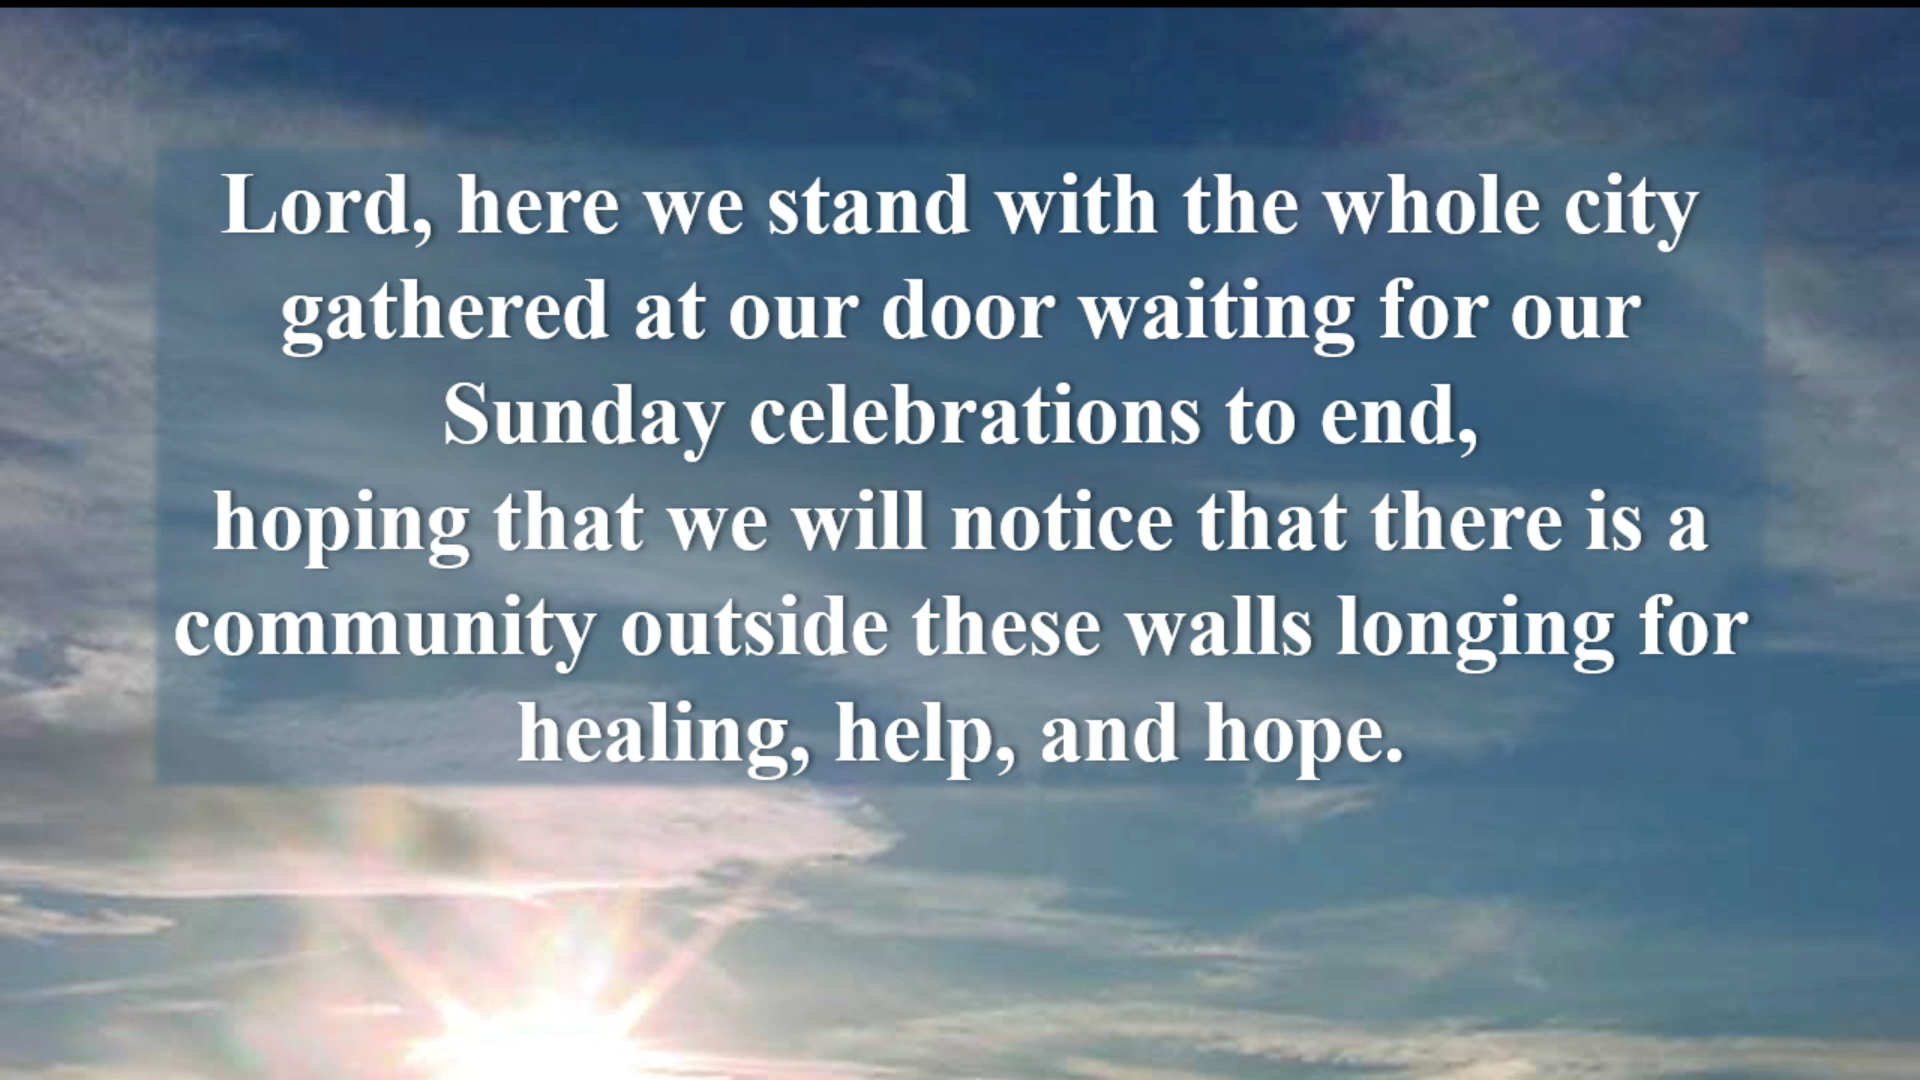 Lord, here we stand with the whole city
gathered at our door waiting for our
Sunday celebrations to end,
hoping that we will notice that there is a
community outside these walls longing for
healing, help, and hope.